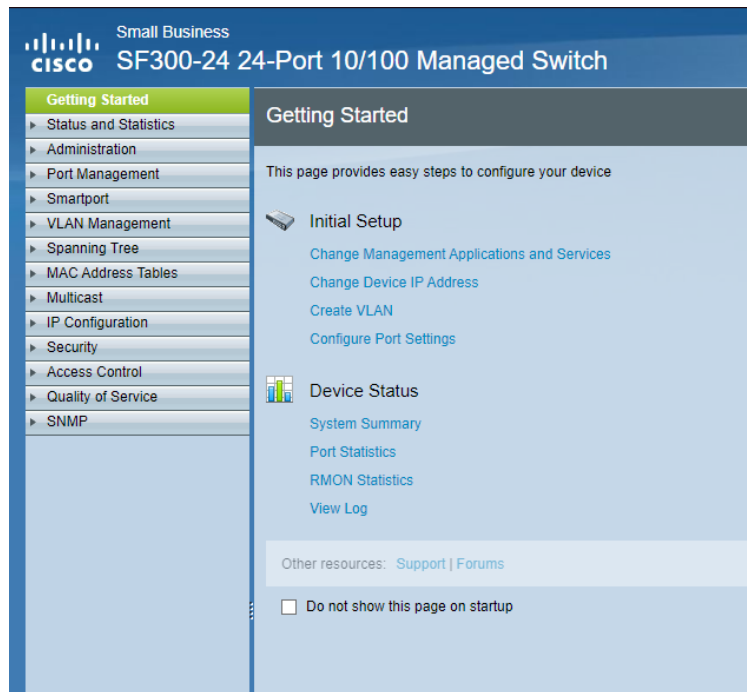 Small Business
cisco SF300-24 24-Port 10/100 Managed Switch
Getting Started
Status and Statistics
Administration
Port Management
Smartport
VLAN Management
Spanning Tree
MAC Address Tables
Multicast
IP Configuration
Security
Access Control
Quality of Service
SNMP
Getting Started
This page provides easy steps to configure your device
Initial Setup
Change Management Applications and Services
Change Device IP Address
Create VLAN
Configure Port Settings
Device Status
System Summary
Port Statistics
RMON Statistics
View Log
Other resources: Support | Forums
Do not show this page on startup